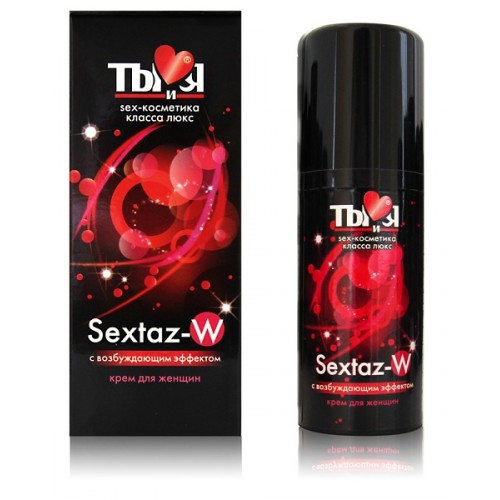 ТЫ и Я®
sex-косметика
класса люкс
Sextaz-W
с возбуждающим эффектом
крем для женщин
ТЫ и Я
sex-косметика
класса люкс
Sextaz-W
с возбуждающим эффектом
крем для женщин